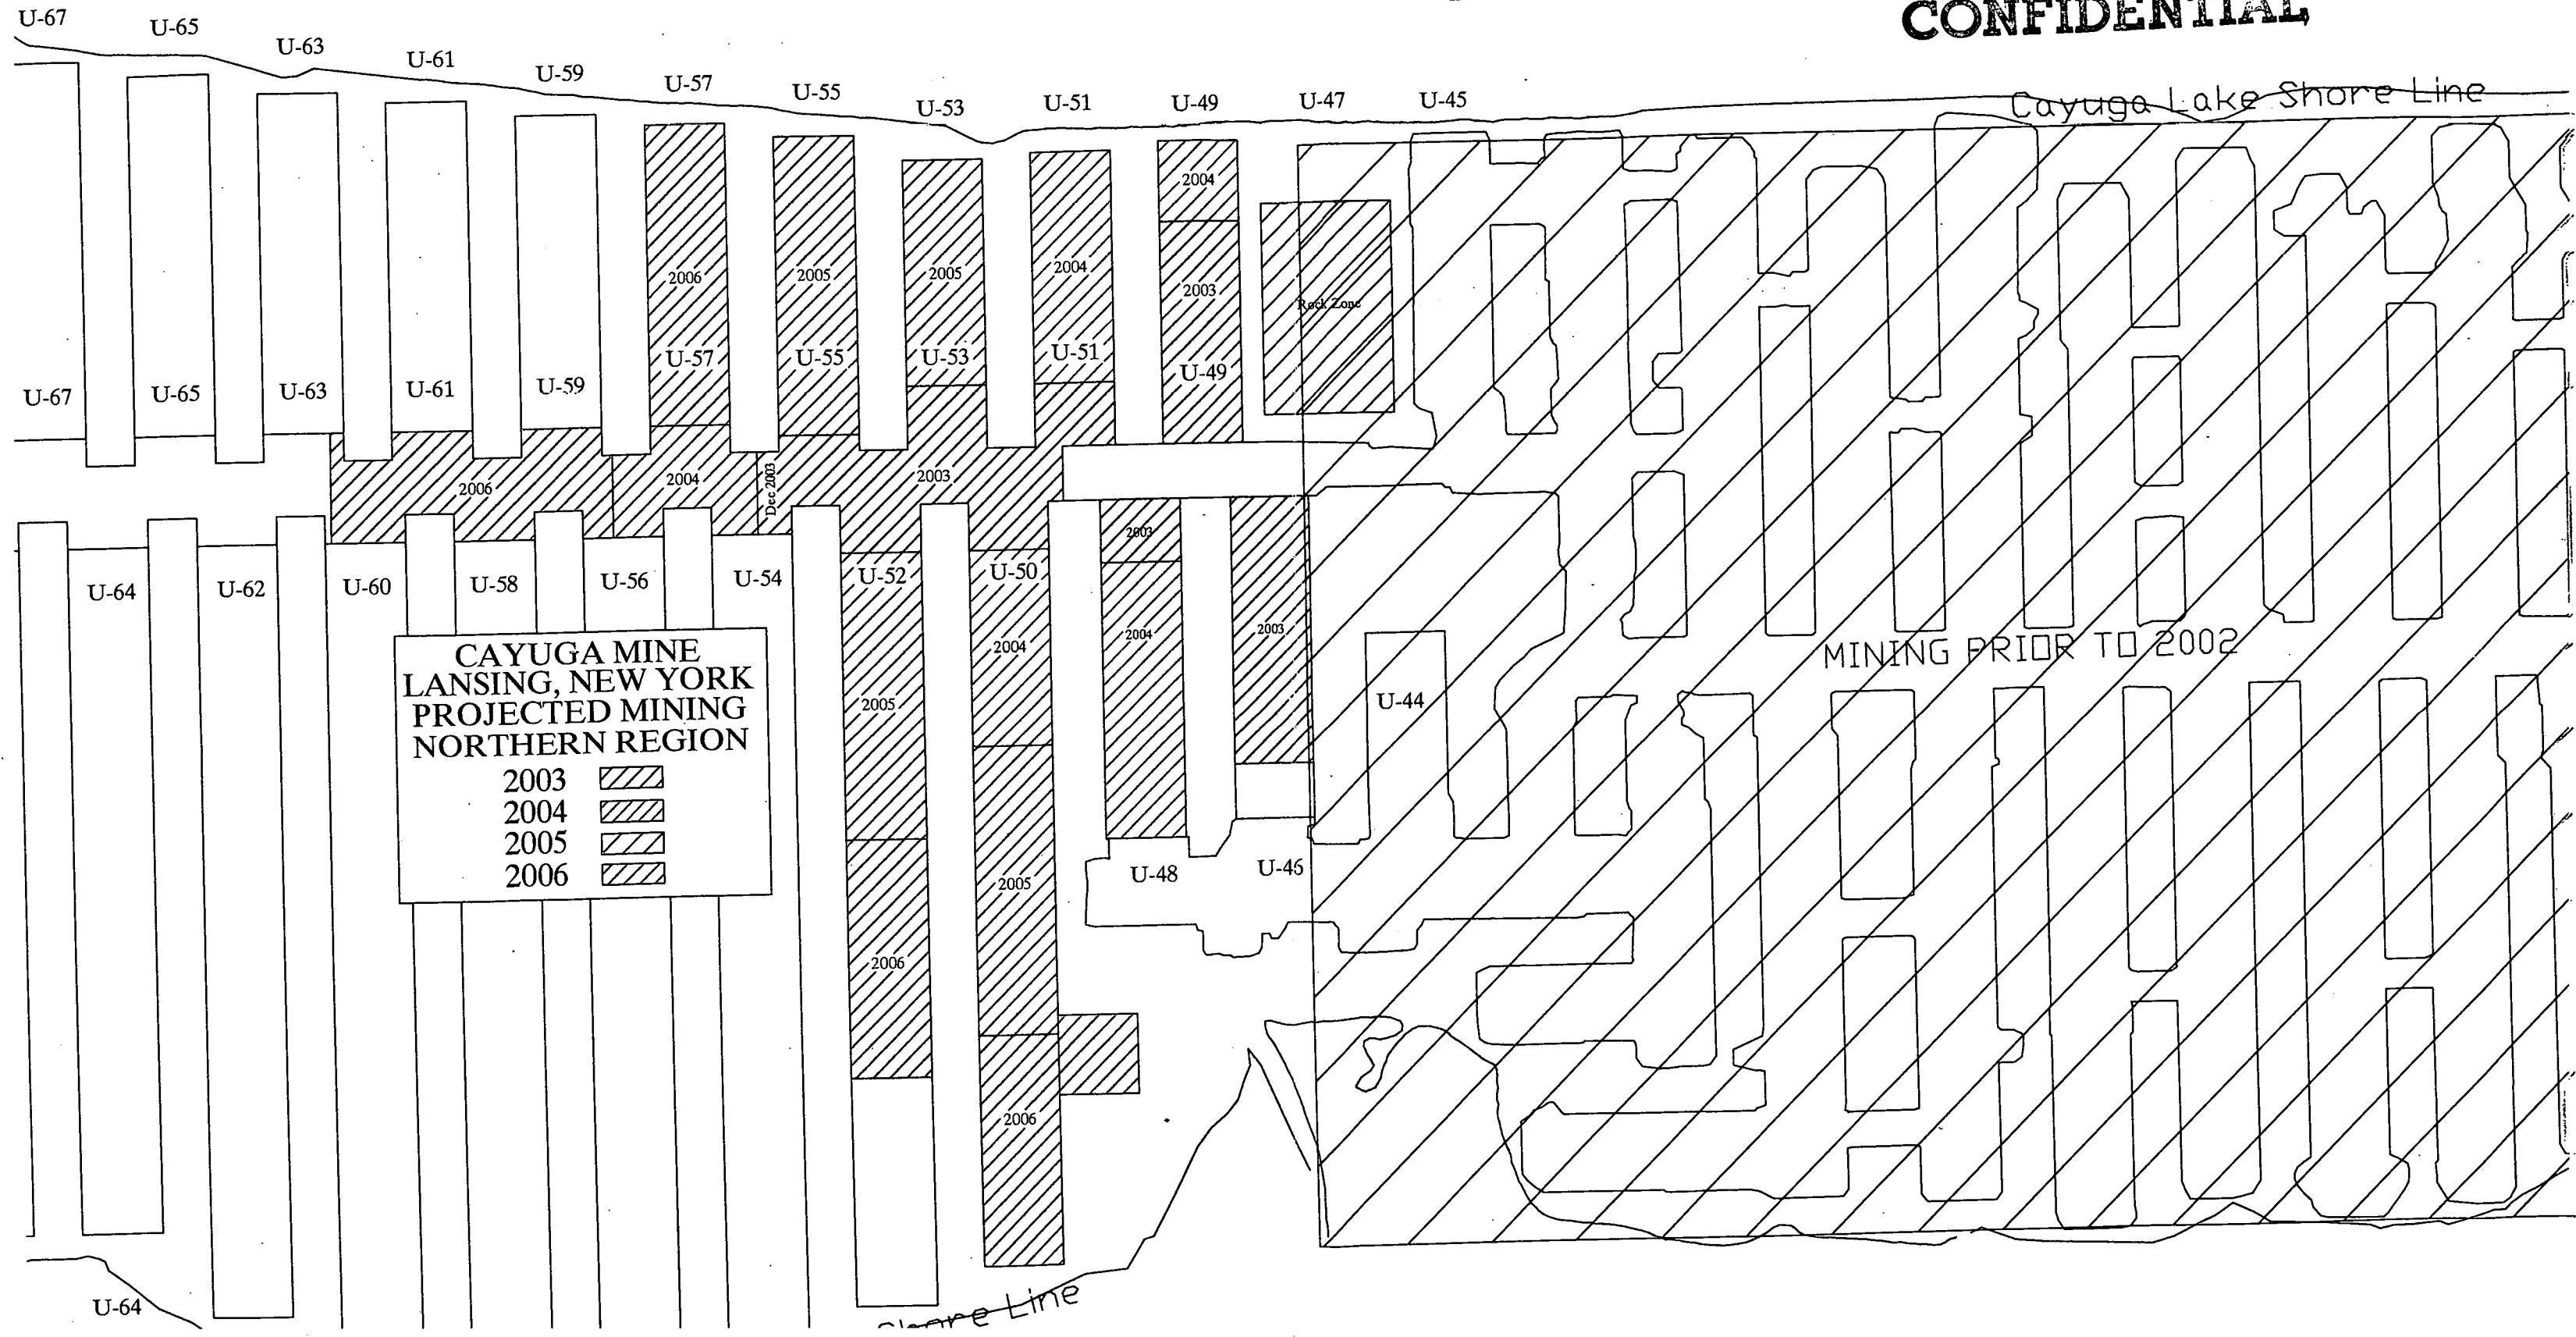 CONFIDENTIAL
U-67 U-65 U-63 U-61 U-59 U-57 U-55 U-53 U-51 U-49 U-47 U-45
Cayuga Lake Shore Line
2004
2006 2005 2005 2004 2003
Rock Zone
U-67 U-65 U-63 U-61 U-59 U-57 U-55 U-53 U-51 U-49
2006 2004 Dec 2003 2003
2003
U-64 U-62 U-60 U-58 U-56 U-54 U-52 U-50
2004 2004 2003
MINING PRIOR TO 2002
CAYUGA MINE
LANSING, NEW YORK
PROJECTED MINING
NORTHERN REGION
2003
2004
2005
2006
2005
U-44
2005
U-48 U-46
2006
2006
U-64
Shore Line